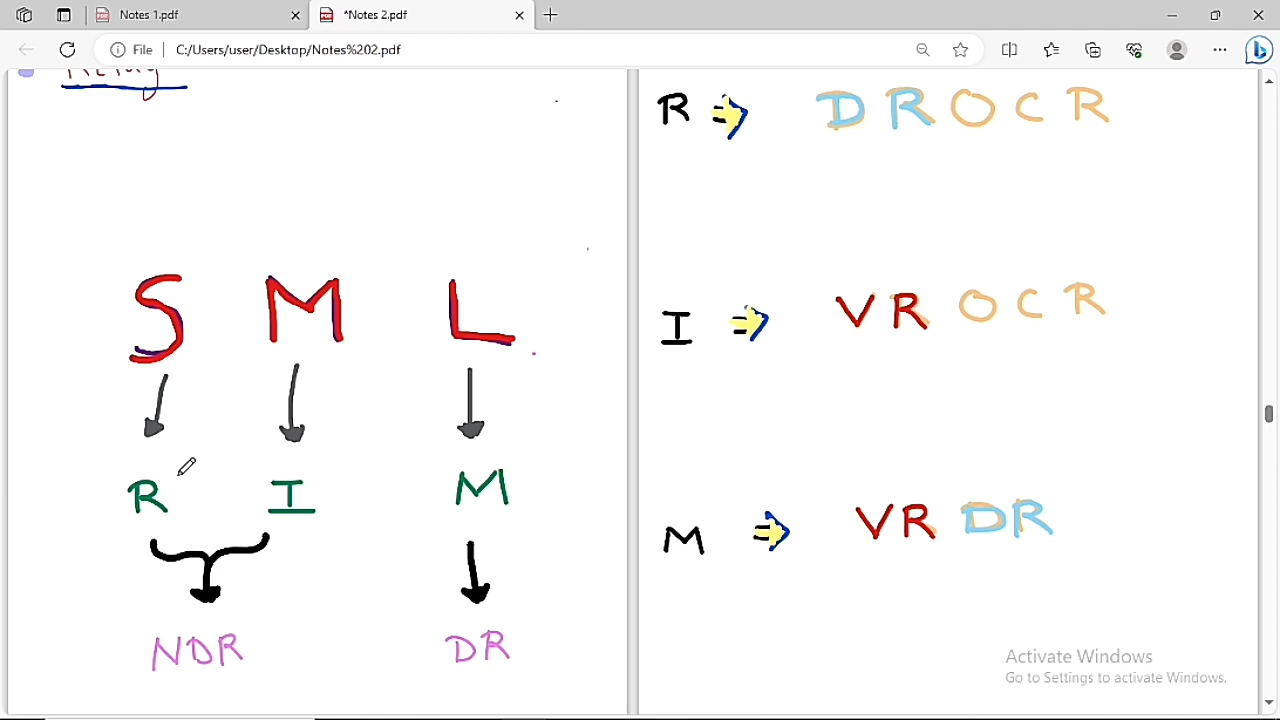 Notes 1.pdf
*Notes 2.pdf
File
C:/Users/user/Desktop/Notes%202.pdf
S M L
R I M
NDR DR
R ⇒ DROCR
I ⇒ VROCR
M ⇒ VRDR
Activate Windows
Go to Settings to activate Windows.